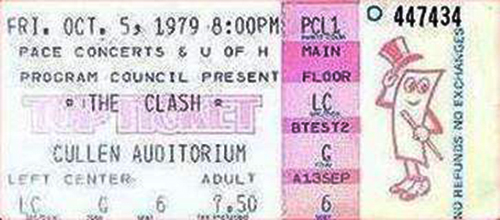 FRI. OCT. 5, 1979 8:00PM
PACE CONCERTS & U OF H
PROGRAM COUNCIL PRESENT
* THE CLASH *
TICKET
CULLEN AUDITORIUM
LEFT CENTER ADULT
LC G 6 7.50
PCL1
MAIN
FLOOR
LC
BTEST2
G
A13SEP
6
447434
NO REFUNDS NO EXCHANGES